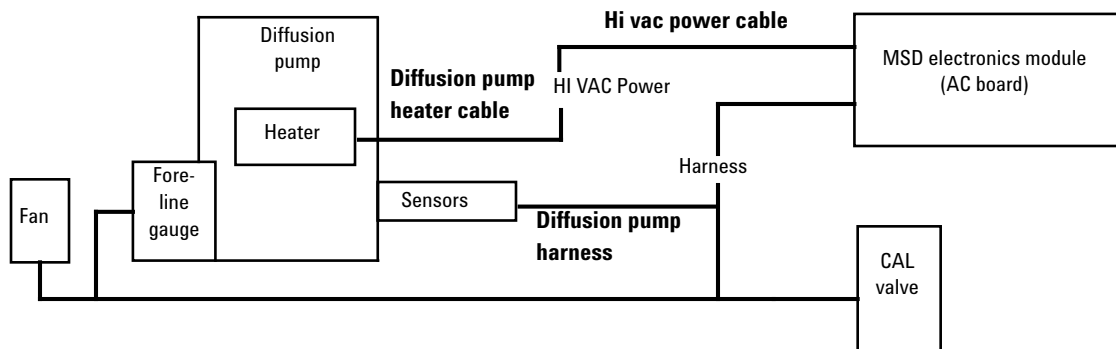 Hi vac power cable
Diffusion
pump
MSD electronics module
(AC board)
Diffusion pump
heater cable
HI VAC Power
Heater
Harness
Fore-
line
gauge
Sensors
Fan
Diffusion pump
harness
CAL
valve